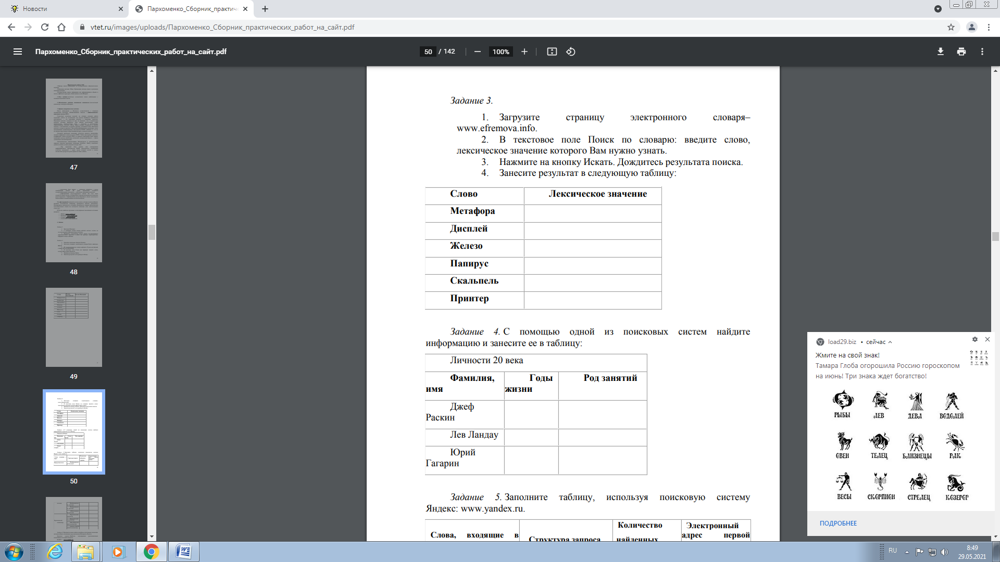 Новости
Пархоменко_Сборник_практич
vtet.ru/images/uploads/Пархоменко_Сборник_практических_работ_на_сайт.pdf
Пархоменко_Сборник_практических_работ_на_сайт.pdf
50 / 142
100%
47
48
49
50
Задание 3.
1. Загрузите страницу электронного словаря–
www.efremova.info.
2. В текстовое поле Поиск по словарю: введите слово,
лексическое значение которого Вам нужно узнать.
3. Нажмите на кнопку Искать. Дождитесь результата поиска.
4. Занесите результат в следующую таблицу:
Слово Лексическое значение
Метафора
Дисплей
Железо
Папирус
Скальпель
Принтер
Задание 4. С помощью одной из поисковых систем найдите
информацию и занесите ее в таблицу:
Личности 20 века
Фамилия, имя
Годы жизни
Род занятий
Джеф
Раскин
Лев Ландау
Юрий
Гагарин
Задание 5. Заполните таблицу, используя поисковую систему
Яндекс: www.yandex.ru.
Слова, входящие в
Структура запроса
Количество
найденных
Электронный
адрес первой
load29.biz • сейчас
Жмите на свой знак!
Тамара Глоба огорошила Россию гороскопом
на июнь! Три знака ждет богатство!
РЫБЫ ЛЕВ ДЕВА ВОДОЛЕЙ
ОВЕН ТЕЛЕЦ БЛИЗНЕЦЫ РАК
ВЕСЫ СКОРПИОН СТРЕЛЕЦ КОЗЕРОГ
ПОДРОБНЕЕ
RU
8:49
29.05.2021